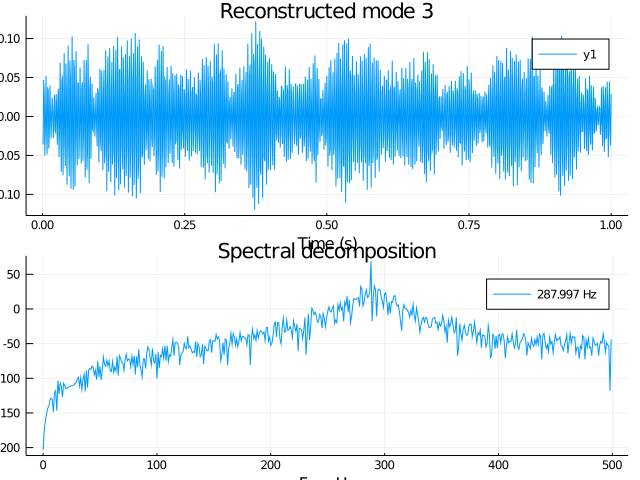 Reconstructed mode 3
0.10
0.05
0.00
0.05
0.10
y1
0.00 0.25 0.50 0.75 1.00
Time (s)
Spectral decomposition
50
0
-50
100
150
200
287.997 Hz
0 100 200 300 400 500